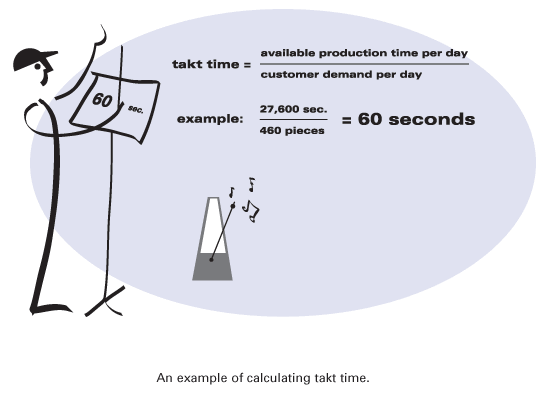 takt time = available production time per day
customer demand per day
60 sec.
example: 27,600 sec.
460 pieces
= 60 seconds
An example of calculating takt time.